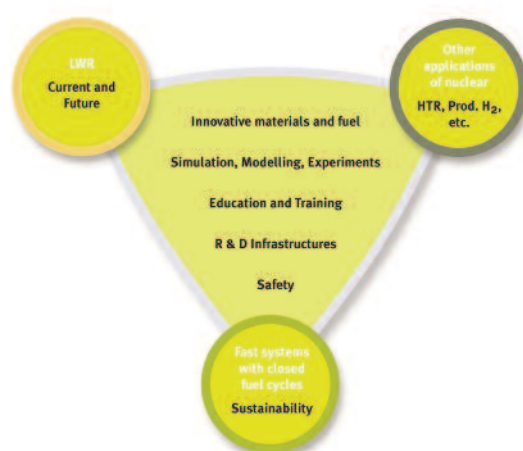 LWR
Current and
Future
Other
applications
of nuclear
HTR, Prod. H₂,
etc.
Innovative materials and fuel
Simulation, Modelling, Experiments
Education and Training
R & D Infrastructures
Safety
Fast systems
with closed
fuel cycles
Sustainability